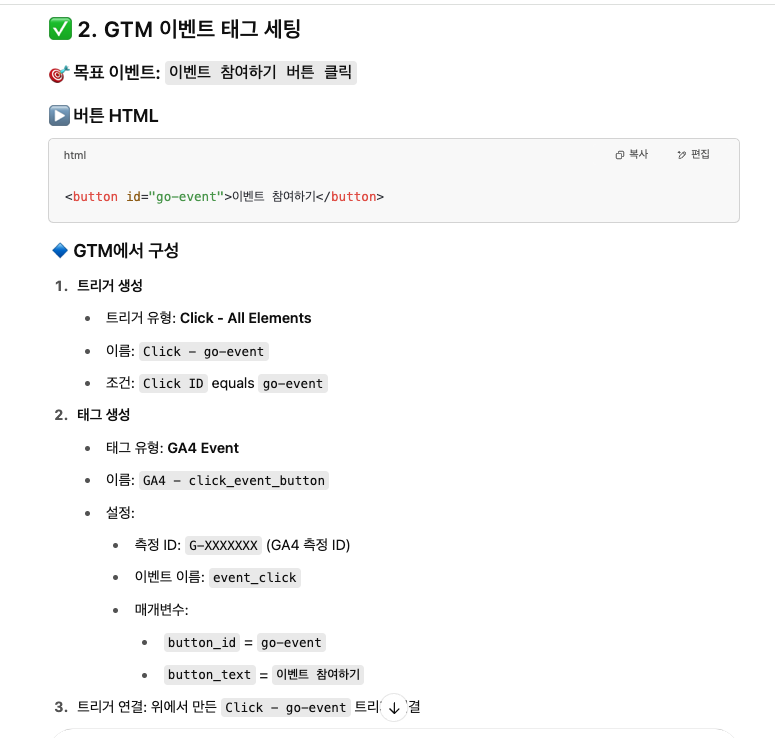 ✅ 2. GTM 이벤트 태그 세팅
🎯 목표 이벤트: 이벤트 참여하기 버튼 클릭
▶️ 버튼 HTML
html 복사 편집
<button id="go-event">이벤트 참여하기</button>
🔷 GTM에서 구성
1. 트리거 생성
• 트리거 유형: Click - All Elements
• 이름: Click - go-event
• 조건: Click ID equals go-event
2. 태그 생성
• 태그 유형: GA4 Event
• 이름: GA4 - click_event_button
• 설정:
• 측정 ID: G-XXXXXXX (GA4 측정 ID)
• 이벤트 이름: event_click
• 매개변수:
• button_id = go-event
• button_text = 이벤트 참여하기
3. 트리거 연결: 위에서 만든 Click - go-event